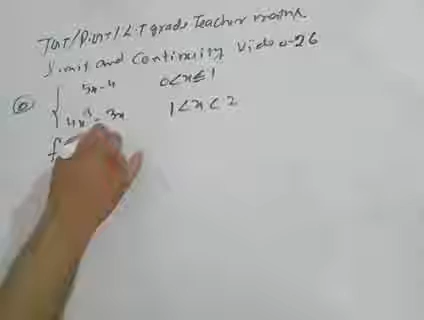 TGT/PGT/LT grade Teacher maths
Limit and Continuity Video-26
5x-4 0<x≤1
4x³-3x 1<x<2
f